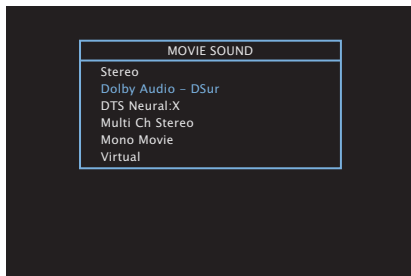 MOVIE SOUND
Stereo
Dolby Audio – DSur
DTS Neural:X
Multi Ch Stereo
Mono Movie
Virtual